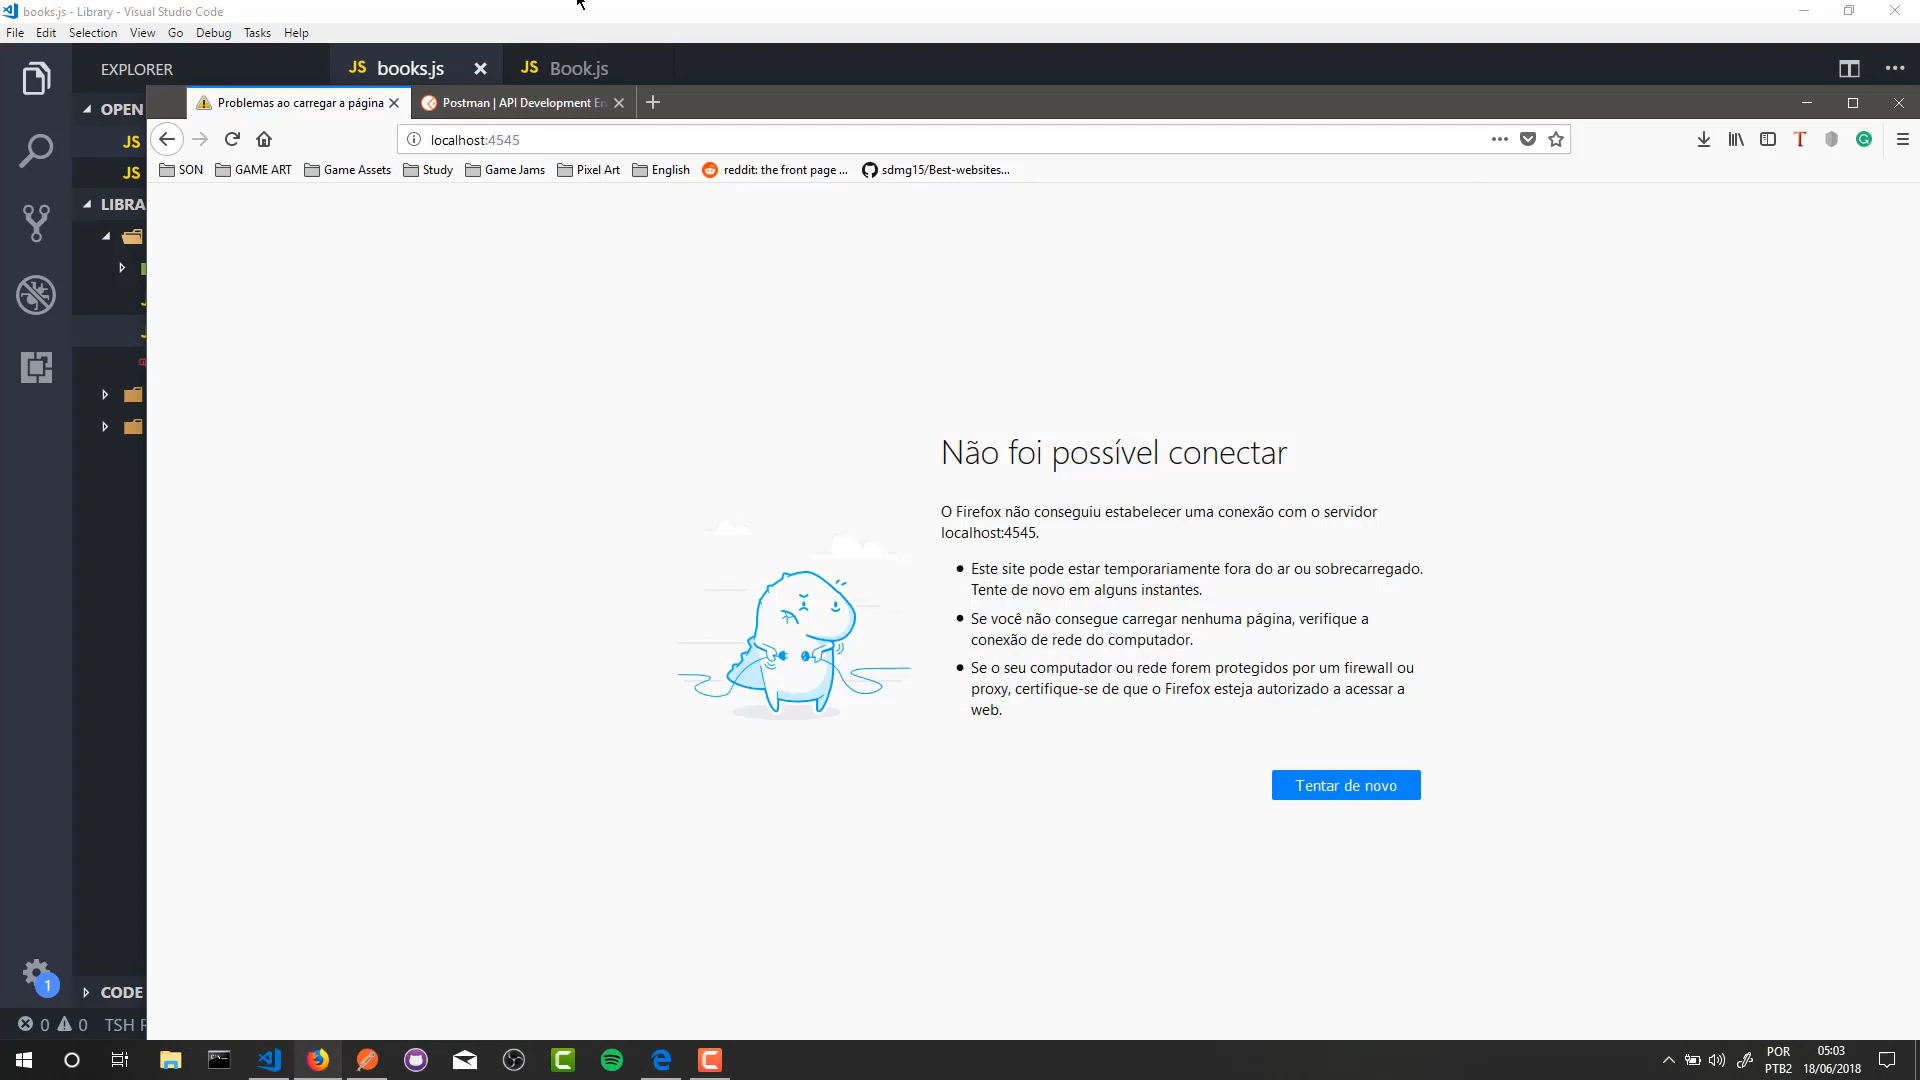 books.js - Library - Visual Studio Code
File Edit Selection View Go Debug Tasks Help
EXPLORER
JS books.js
JS Book.js
OPEN
JS
JS
LIBRA
CODE
0 0 TSH
1
Problemas ao carregar a página
Postman | API Development En
localhost:4545
SON GAME ART Game Assets Study Game Jams Pixel Art English reddit: the front page ... sdmg15/Best-websites...
Não foi possível conectar
O Firefox não conseguiu estabelecer uma conexão com o servidor
localhost:4545.
Este site pode estar temporariamente fora do ar ou sobrecarregado.
Tente de novo em alguns instantes.
Se você não consegue carregar nenhuma página, verifique a
conexão de rede do computador.
Se o seu computador ou rede forem protegidos por um firewall ou
proxy, certifique-se de que o Firefox esteja autorizado a acessar a
web.
Tentar de novo
POR
PTB2
05:03
18/06/2018